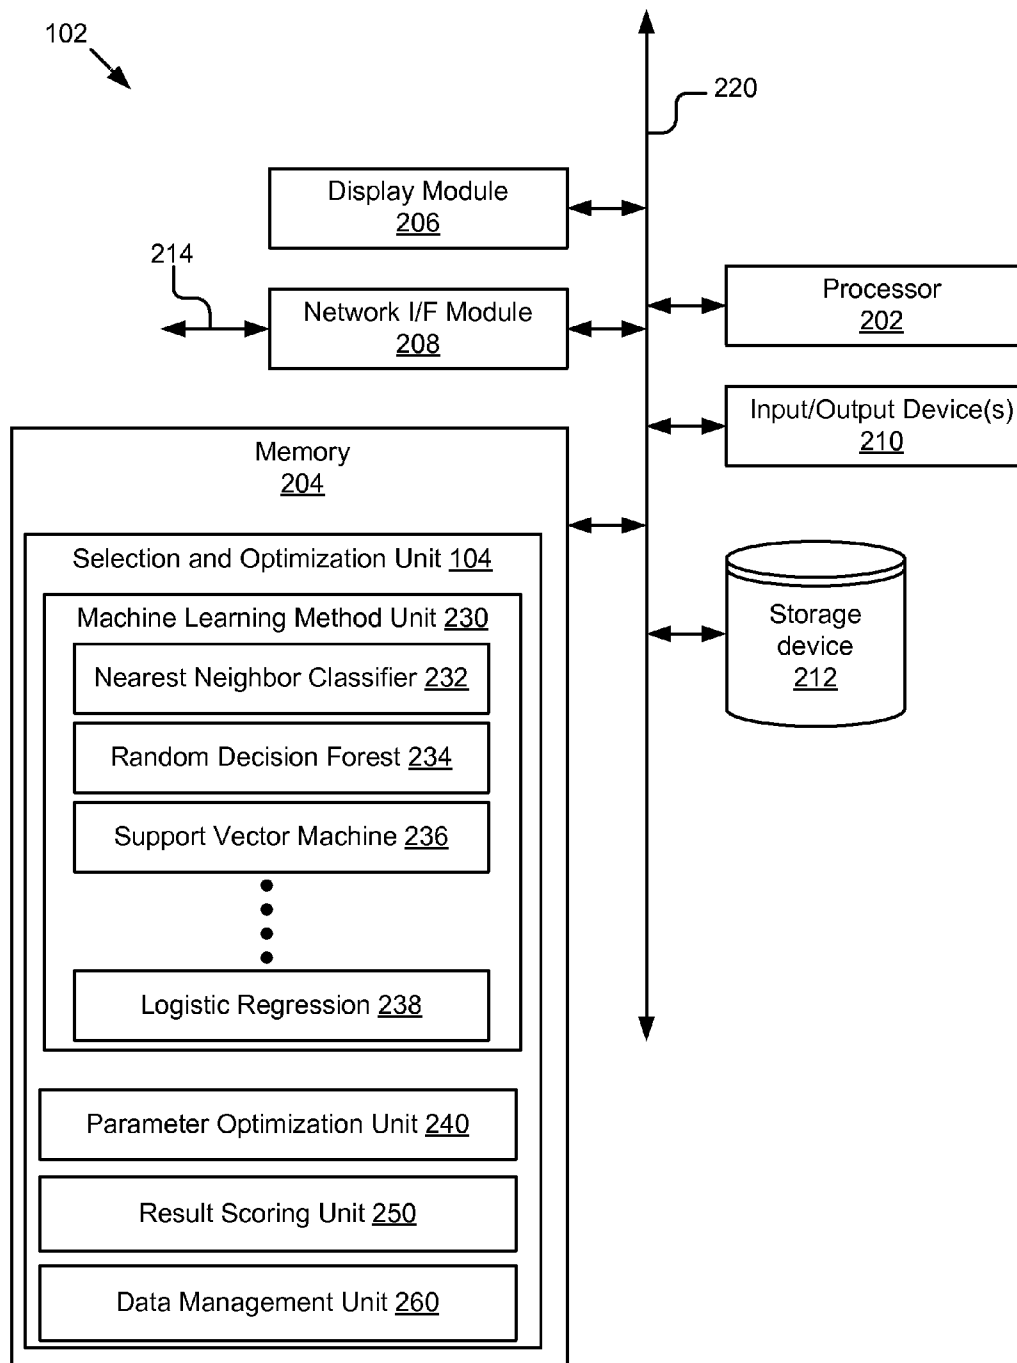 102
220
Display Module
206
214
Network I/F Module
208
Processor
202
Input/Output Device(s)
210
Memory
204
Selection and Optimization Unit 104
Machine Learning Method Unit 230
Nearest Neighbor Classifier 232
Random Decision Forest 234
Support Vector Machine 236
Logistic Regression 238
Parameter Optimization Unit 240
Result Scoring Unit 250
Data Management Unit 260
Storage
device
212